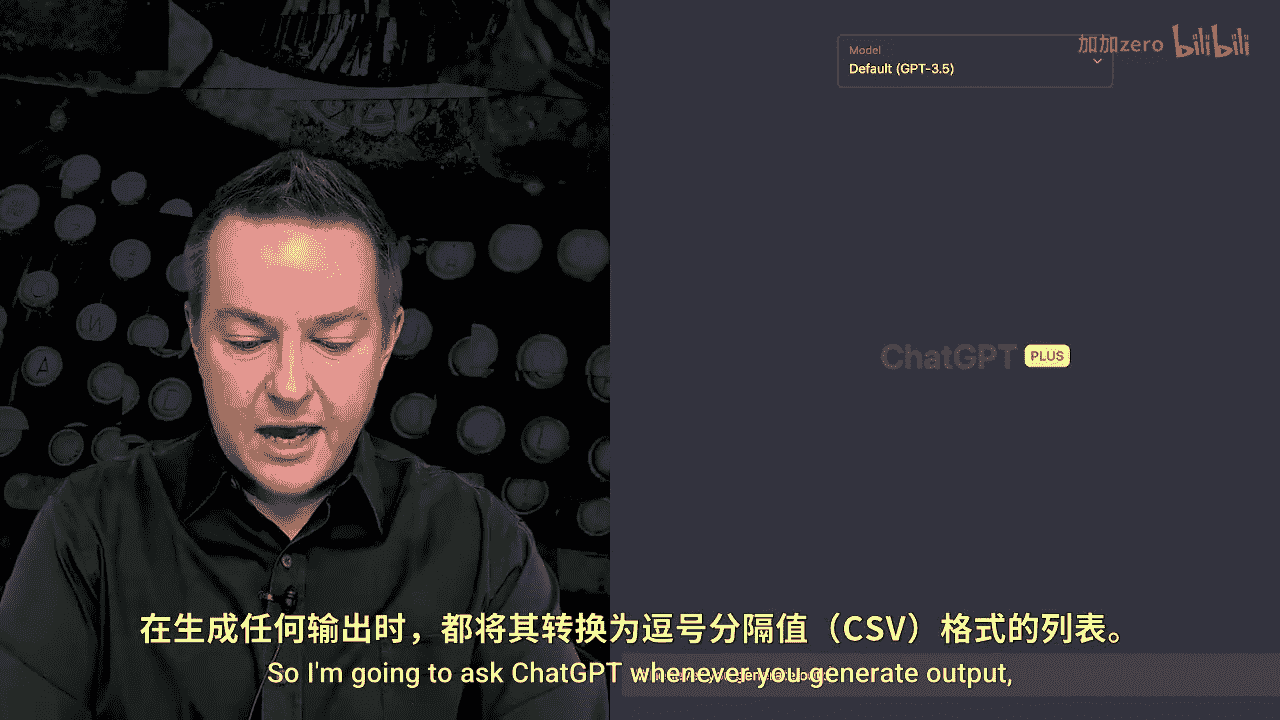 加加zero bilibili
Model
Default (GPT-3.5)
ChatGPT PLUS
在生成任何输出时，都将其转换为逗号分隔值（CSV）格式的列表。
So I'm going to ask ChatGPT whenever you generate output,